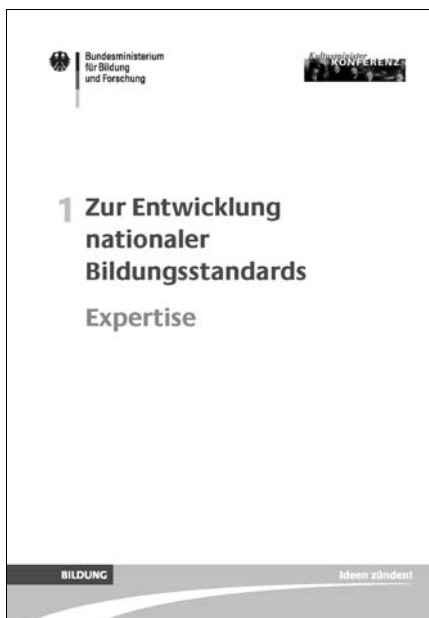 Bundesministerium
für Bildung
und Forschung
Kultusminister
KONFERENZ
1 Zur Entwicklung
nationaler
Bildungsstandards
Expertise
BILDUNG
Ideen zünden!